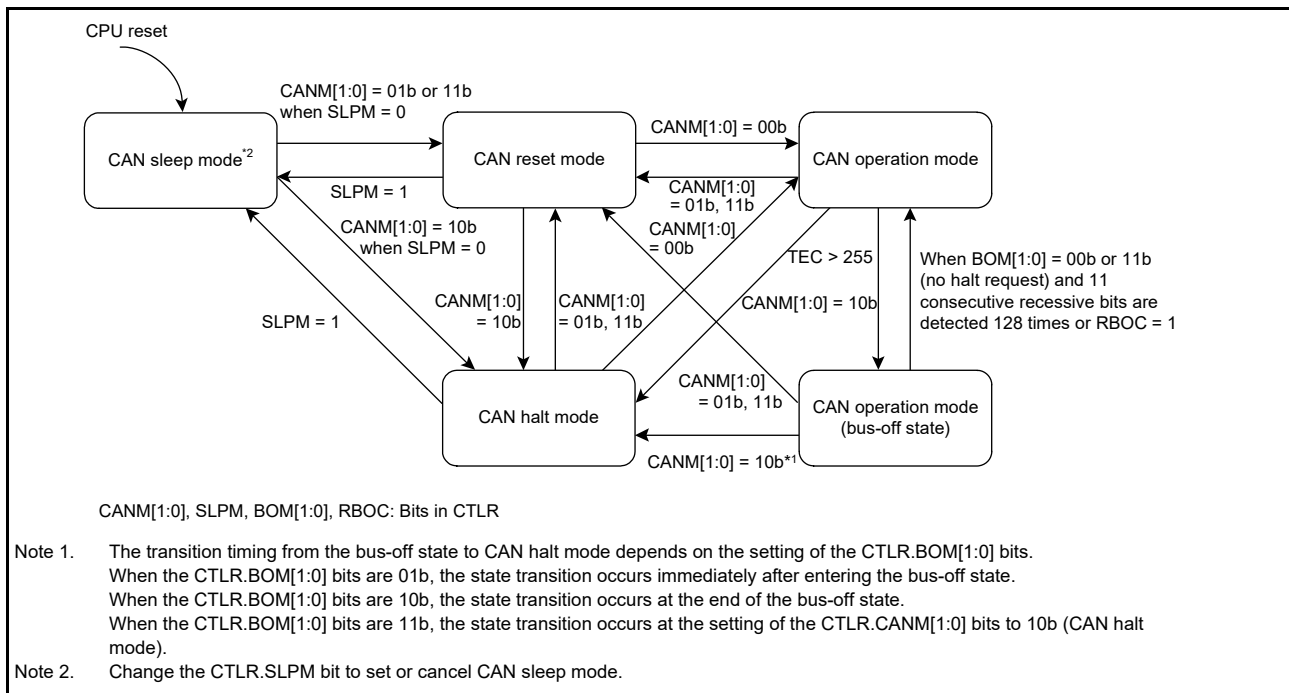 CPU reset
CANM[1:0] = 01b or 11b
when SLPM = 0
CANM[1:0] = 00b
CAN sleep mode*2
CAN reset mode
CAN operation mode
SLPM = 1
CANM[1:0]
= 01b, 11b
CANM[1:0] = 10b
when SLPM = 0
CANM[1:0]
= 00b
TEC > 255
When BOM[1:0] = 00b or 11b
(no halt request) and 11
consecutive recessive bits are
detected 128 times or RBOC = 1
SLPM = 1
CANM[1:0]
= 10b
CANM[1:0]
= 01b, 11b
CANM[1:0] = 10b
CANM[1:0]
= 01b, 11b
CAN halt mode
CAN operation mode
(bus-off state)
CANM[1:0] = 10b*1
CANM[1:0], SLPM, BOM[1:0], RBOC: Bits in CTLR
Note 1. The transition timing from the bus-off state to CAN halt mode depends on the setting of the CTLR.BOM[1:0] bits.
When the CTLR.BOM[1:0] bits are 01b, the state transition occurs immediately after entering the bus-off state.
When the CTLR.BOM[1:0] bits are 10b, the state transition occurs at the end of the bus-off state.
When the CTLR.BOM[1:0] bits are 11b, the state transition occurs at the setting of the CTLR.CANM[1:0] bits to 10b (CAN halt
mode).
Note 2. Change the CTLR.SLPM bit to set or cancel CAN sleep mode.